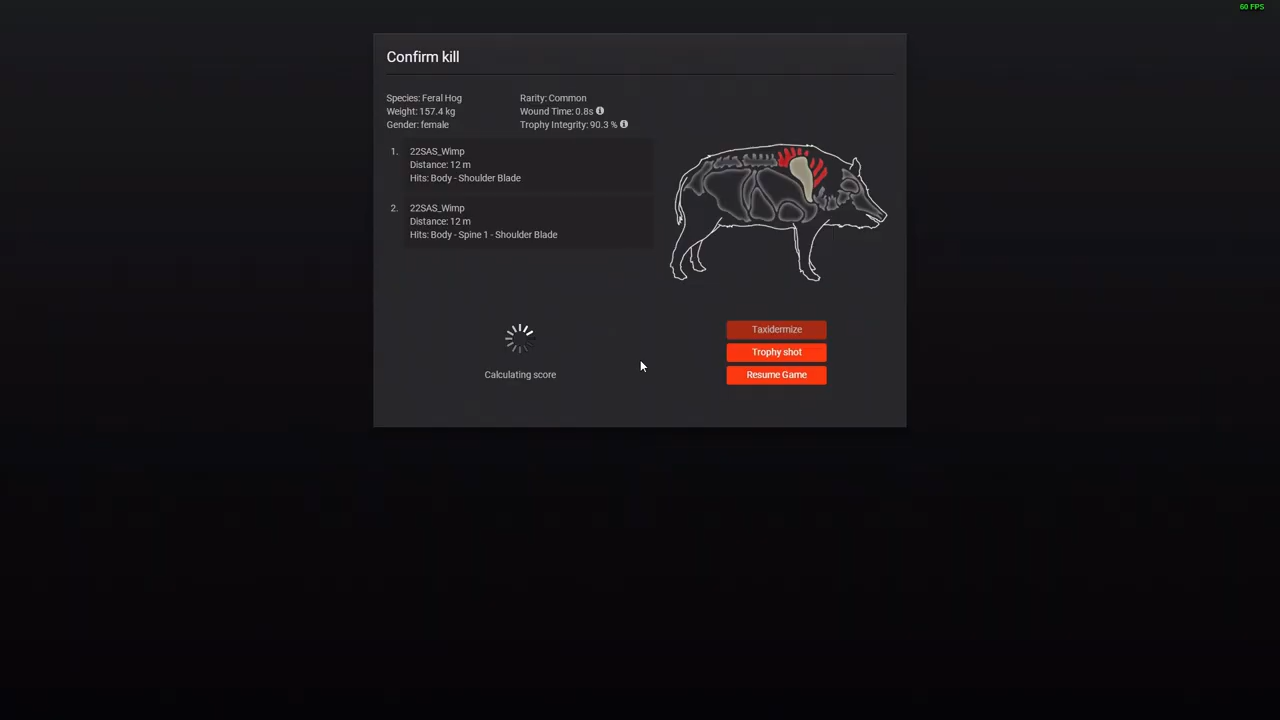 60 FPS
Confirm kill
Species: Feral Hog
Weight: 157.4 kg
Gender: female
Rarity: Common
Wound Time: 0.8s
Trophy Integrity: 90.3 %
1. 22SAS_Wimp
Distance: 12 m
Hits: Body - Shoulder Blade
2. 22SAS_Wimp
Distance: 12 m
Hits: Body - Spine 1 - Shoulder Blade
Calculating score
Taxidermize
Trophy shot
Resume Game